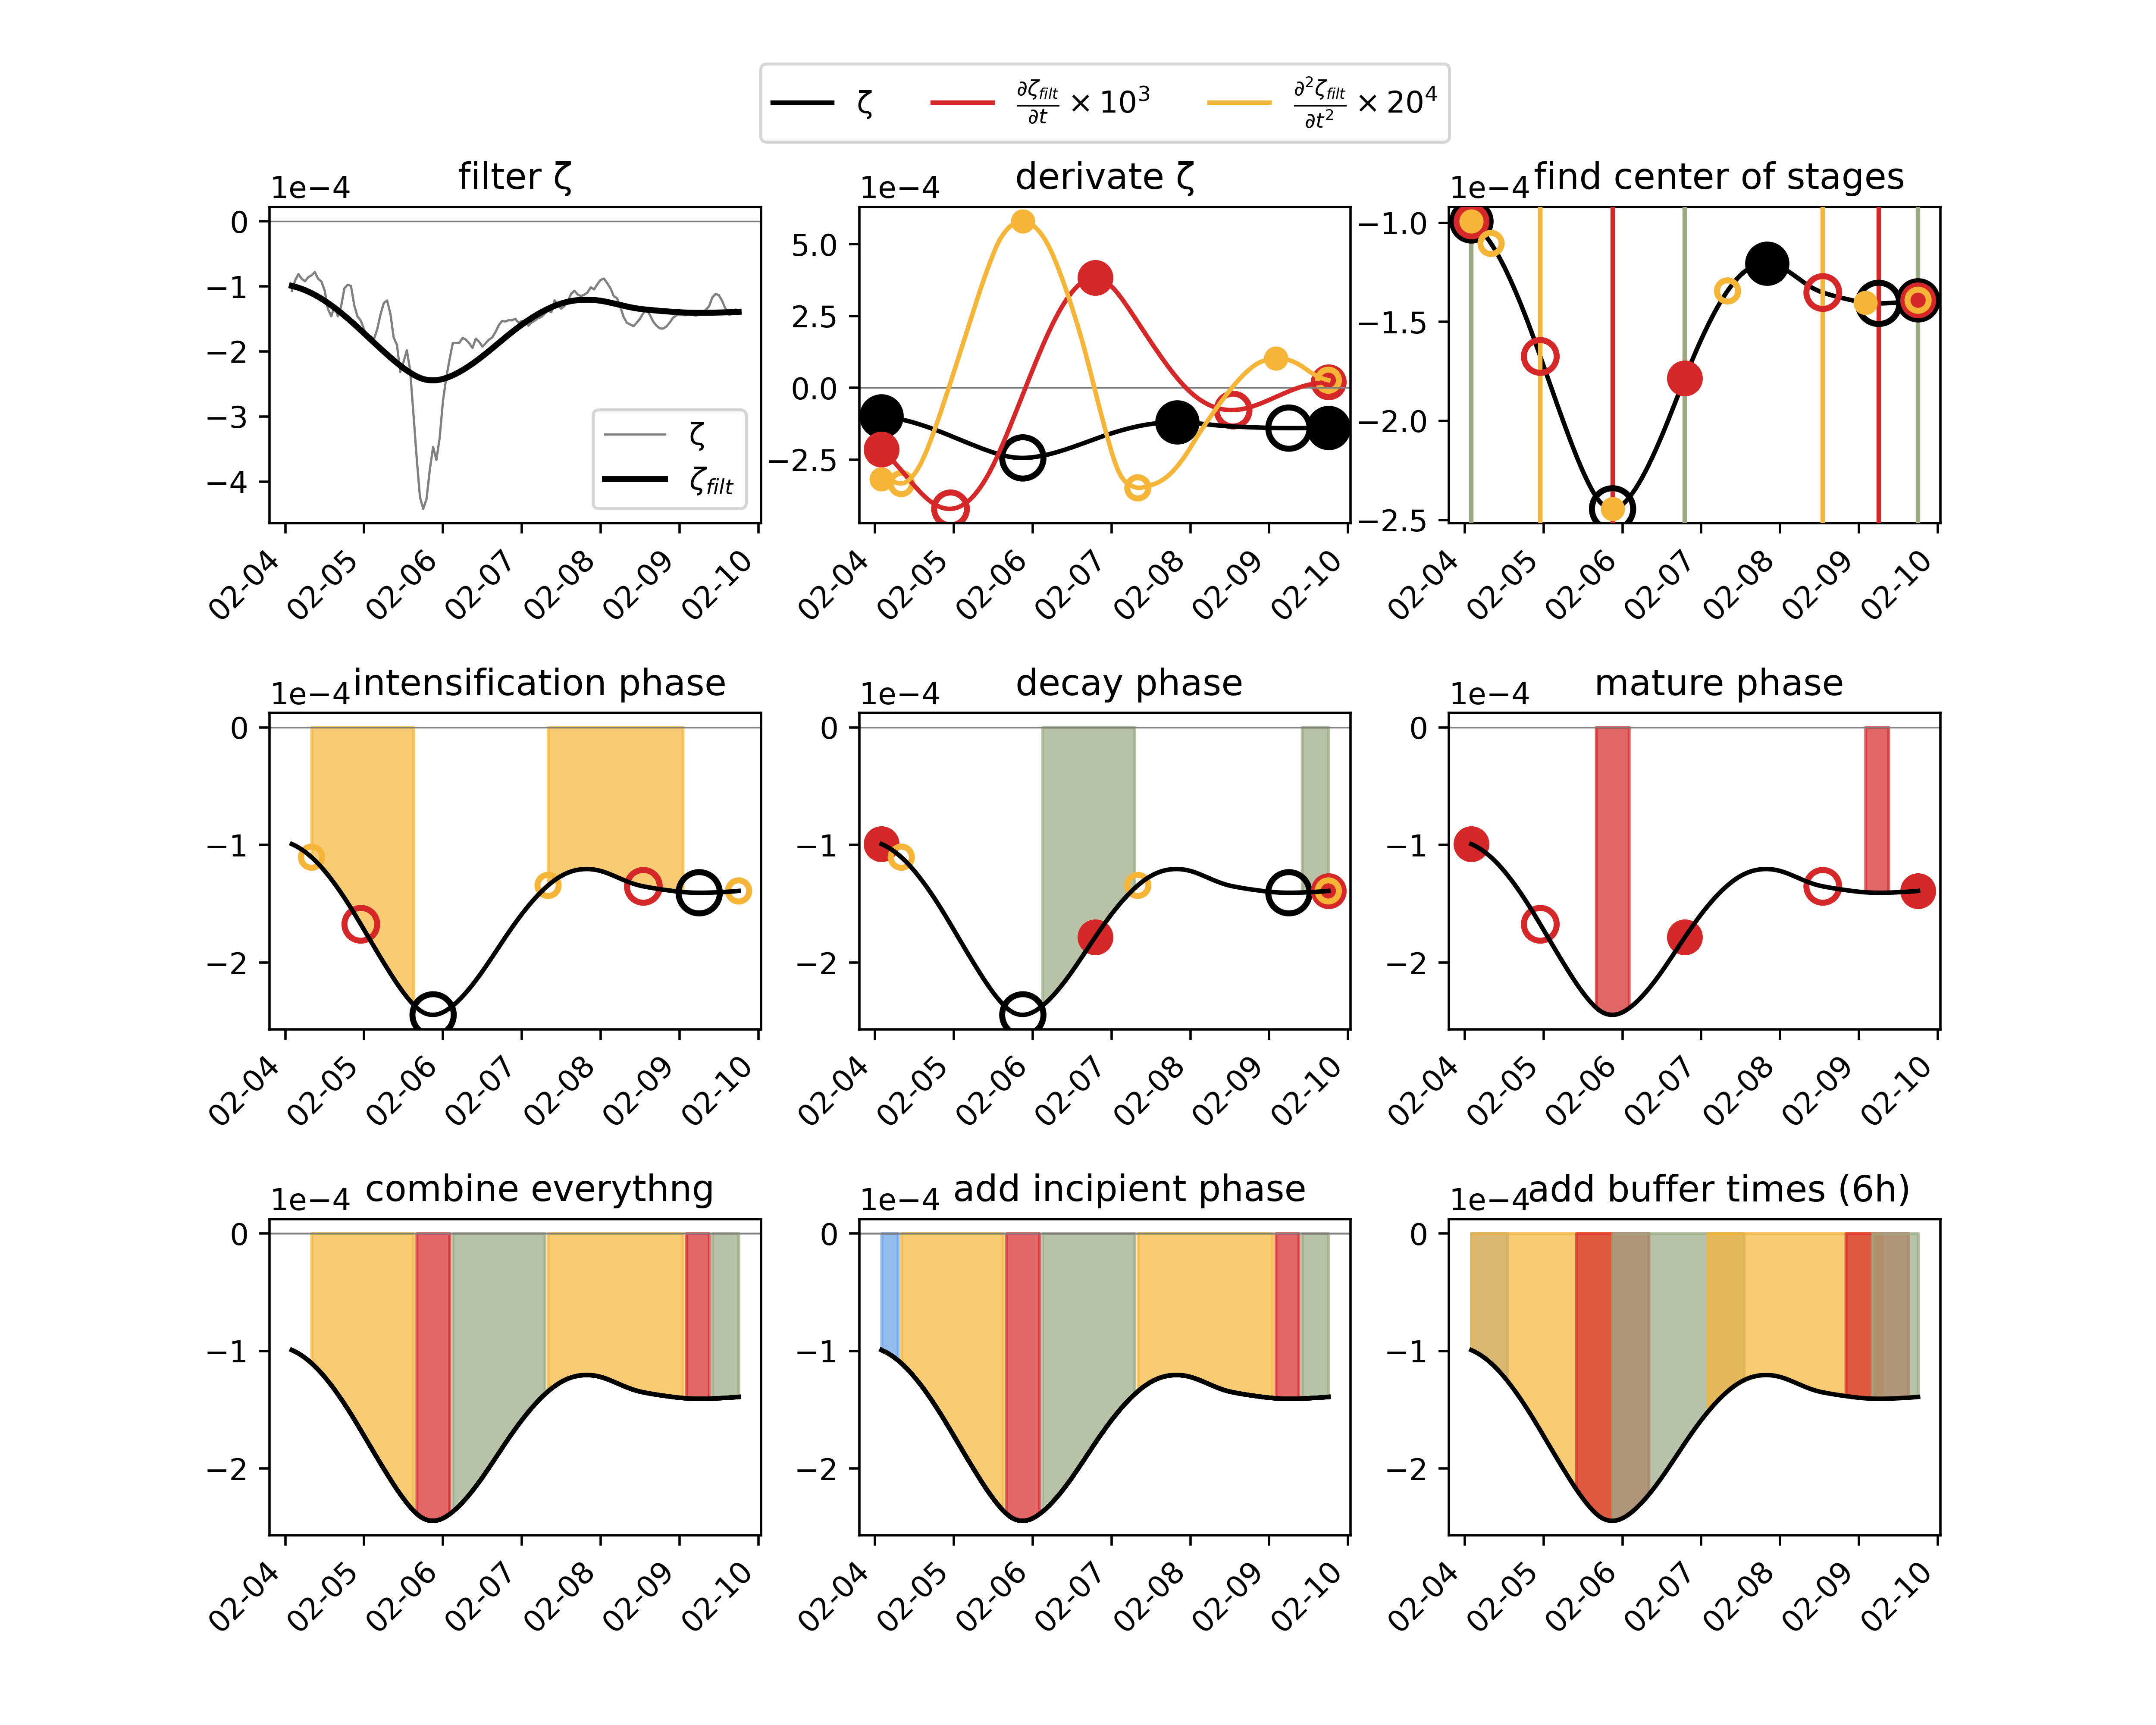 ζ ∂ζ_filt/∂t × 10³ ∂²ζ_filt/∂t² × 20⁴
filter ζ derivate ζ find center of stages
1e−4 1e−4 1e−4
0
−1
−2
−3
−4
ζ
ζ_filt
02-04 02-05 02-06 02-07 02-08 02-09 02-10
5.0
2.5
0.0
−2.5
02-04 02-05 02-06 02-07 02-08 02-09 02-10
−1.0
−1.5
−2.0
−2.5
02-04 02-05 02-06 02-07 02-08 02-09 02-10
intensification phase decay phase mature phase
1e−4 1e−4 1e−4
0
−1
−2
02-04 02-05 02-06 02-07 02-08 02-09 02-10
0
−1
−2
02-04 02-05 02-06 02-07 02-08 02-09 02-10
0
−1
−2
02-04 02-05 02-06 02-07 02-08 02-09 02-10
combine everythng add incipient phase add buffer times (6h)
1e−4 1e−4 1e−4
0
−1
−2
02-04 02-05 02-06 02-07 02-08 02-09 02-10
0
−1
−2
02-04 02-05 02-06 02-07 02-08 02-09 02-10
0
−1
−2
02-04 02-05 02-06 02-07 02-08 02-09 02-10